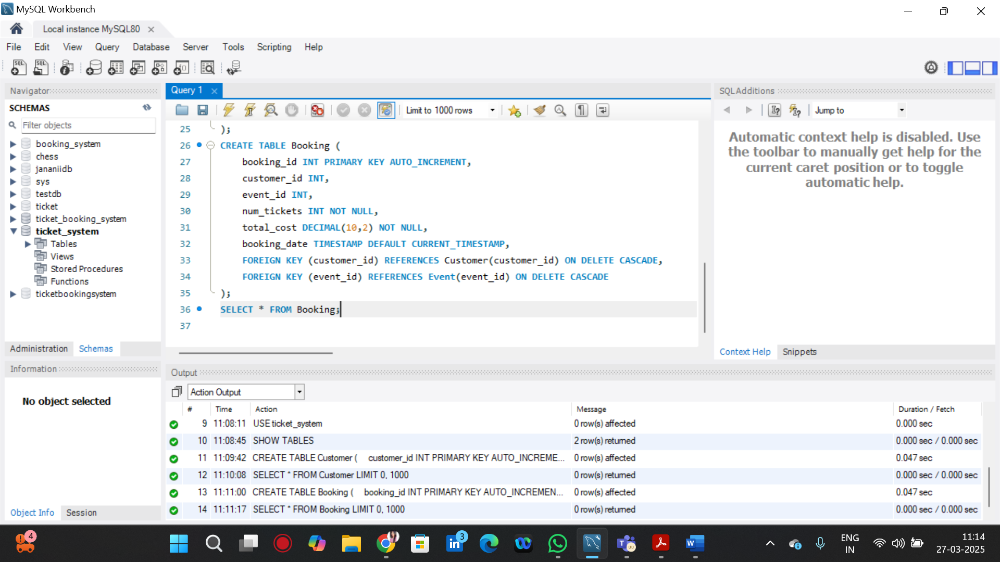 MySQL Workbench
Local instance MySQL80
File Edit View Query Database Server Tools Scripting Help
Navigator
SCHEMAS
Filter objects
booking_system
chess
jananiidb
sys
testdb
ticket
ticket_booking_system
ticket_system
Tables
Views
Stored Procedures
Functions
ticketbookingsystem
Administration Schemas
Information
No object selected
Object Info Session
Query 1
Limit to 1000 rows
25 );
26 CREATE TABLE Booking (
27 booking_id INT PRIMARY KEY AUTO_INCREMENT,
28 customer_id INT,
29 event_id INT,
30 num_tickets INT NOT NULL,
31 total_cost DECIMAL(10,2) NOT NULL,
32 booking_date TIMESTAMP DEFAULT CURRENT_TIMESTAMP,
33 FOREIGN KEY (customer_id) REFERENCES Customer(customer_id) ON DELETE CASCADE,
34 FOREIGN KEY (event_id) REFERENCES Event(event_id) ON DELETE CASCADE
35 );
36 SELECT * FROM Booking;
37
SQLAdditions
Jump to
Automatic context help is disabled. Use
the toolbar to manually get help for the
current caret position or to toggle
automatic help.
Context Help Snippets
Output
Action Output
# Time Action Message Duration / Fetch
9 11:08:11 USE ticket_system 0 row(s) affected 0.000 sec
10 11:08:45 SHOW TABLES 2 row(s) returned 0.000 sec / 0.000 sec
11 11:09:42 CREATE TABLE Customer ( customer_id INT PRIMARY KEY AUTO_INCREME... 0 row(s) affected 0.047 sec
12 11:10:08 SELECT * FROM Customer LIMIT 0, 1000 0 row(s) returned 0.000 sec / 0.000 sec
13 11:11:00 CREATE TABLE Booking ( booking_id INT PRIMARY KEY AUTO_INCREMEN... 0 row(s) affected 0.047 sec
14 11:11:17 SELECT * FROM Booking LIMIT 0, 1000 0 row(s) returned 0.000 sec / 0.000 sec
4
3
ENG
IN
11:14
27-03-2025